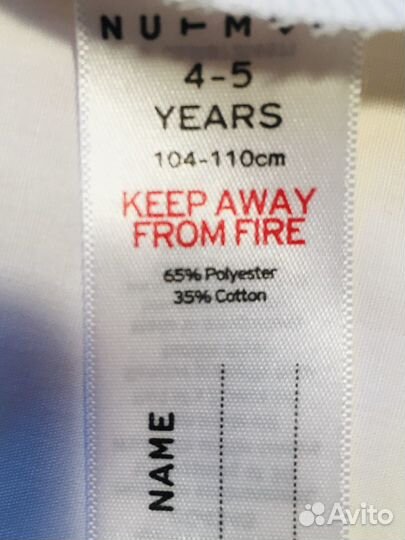 4-5
YEARS
104-110cm
KEEP AWAY
FROM FIRE
65% Polyester
35% Cotton
NAME
Avito